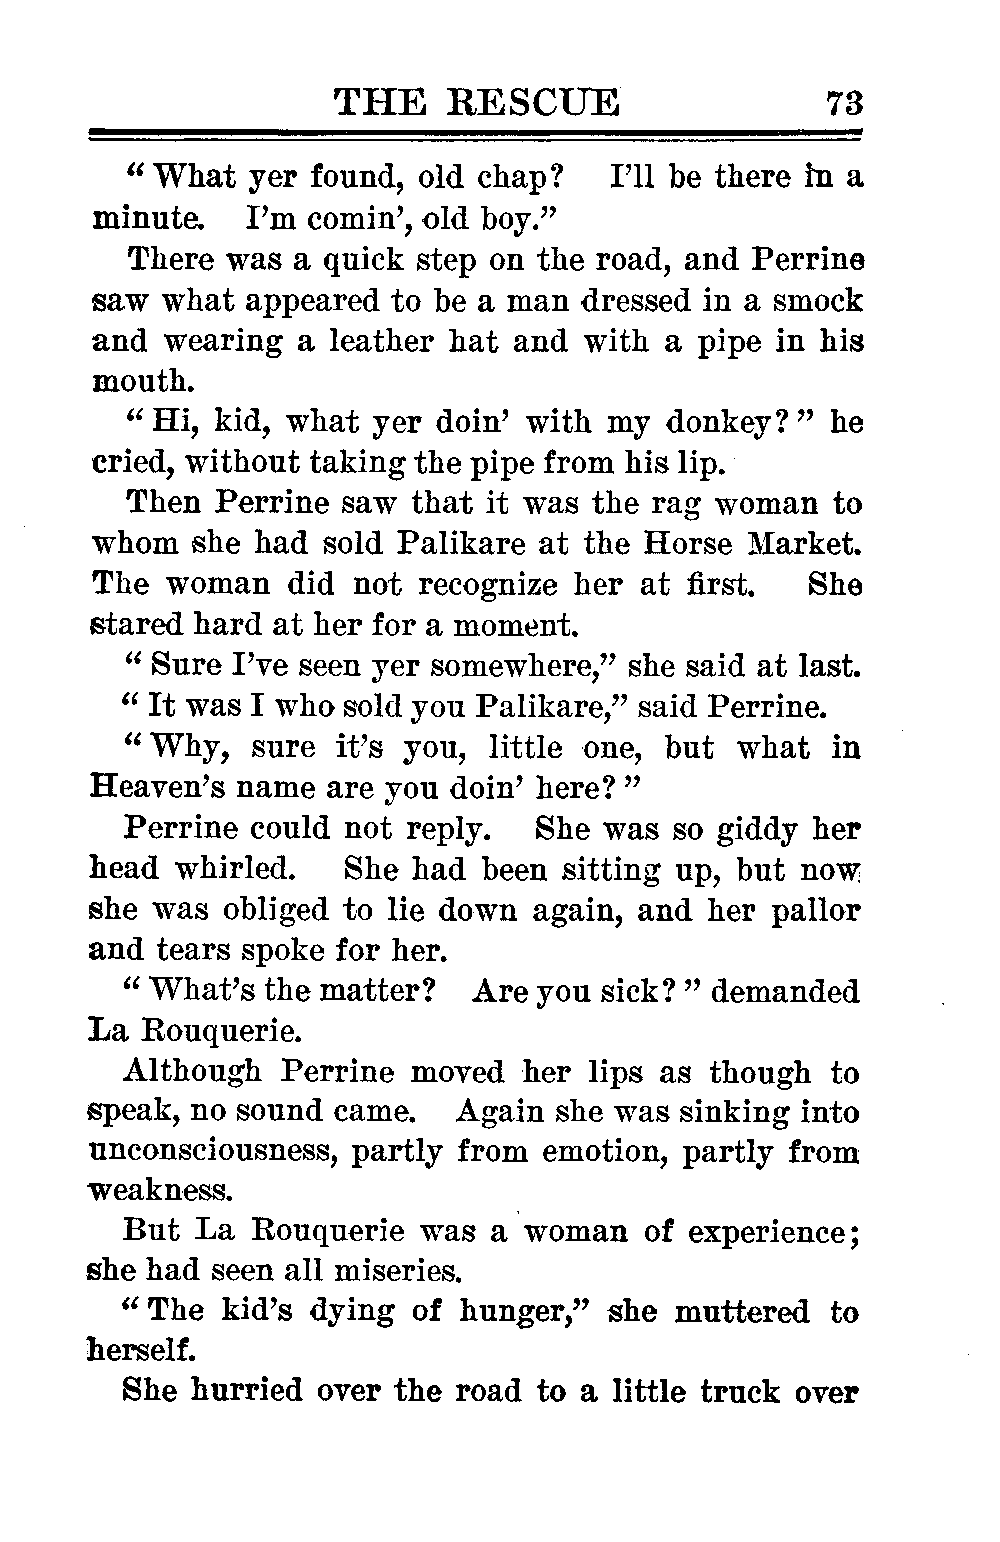 THE RESCUE 73
“ What yer found, old chap? I’ll be there in a
minute. I’m comin’, old boy.”
There was a quick step on the road, and Perrine
saw what appeared to be a man dressed in a smock
and wearing a leather hat and with a pipe in his
mouth.
“ Hi, kid, what yer doin’ with my donkey? ” he
cried, without taking the pipe from his lip.
Then Perrine saw that it was the rag woman to
whom she had sold Palikare at the Horse Market.
The woman did not recognize her at first. She
stared hard at her for a moment.
“ Sure I’ve seen yer somewhere,” she said at last.
“ It was I who sold you Palikare,” said Perrine.
“ Why, sure it’s you, little one, but what in
Heaven’s name are you doin’ here? ”
Perrine could not reply. She was so giddy her
head whirled. She had been sitting up, but now
she was obliged to lie down again, and her pallor
and tears spoke for her.
“ What’s the matter? Are you sick? ” demanded
La Rouquerie.
Although Perrine moved her lips as though to
speak, no sound came. Again she was sinking into
unconsciousness, partly from emotion, partly from
weakness.
But La Rouquerie was a woman of experience;
she had seen all miseries.
“ The kid’s dying of hunger,” she muttered to
herself.
She hurried over the road to a little truck over